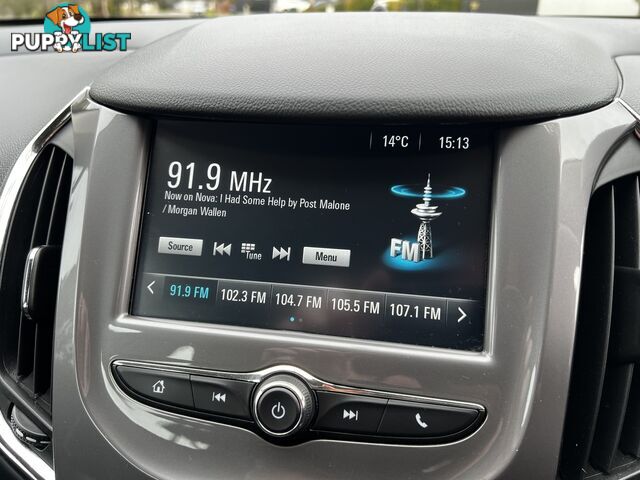 PUPPYLIST
14°C 15:13
91.9 MHz
Now on Nova: I Had Some Help by Post Malone
/ Morgan Wallen
Source Tune Menu
FM
91.9 FM 102.3 FM 104.7 FM 105.5 FM 107.1 FM